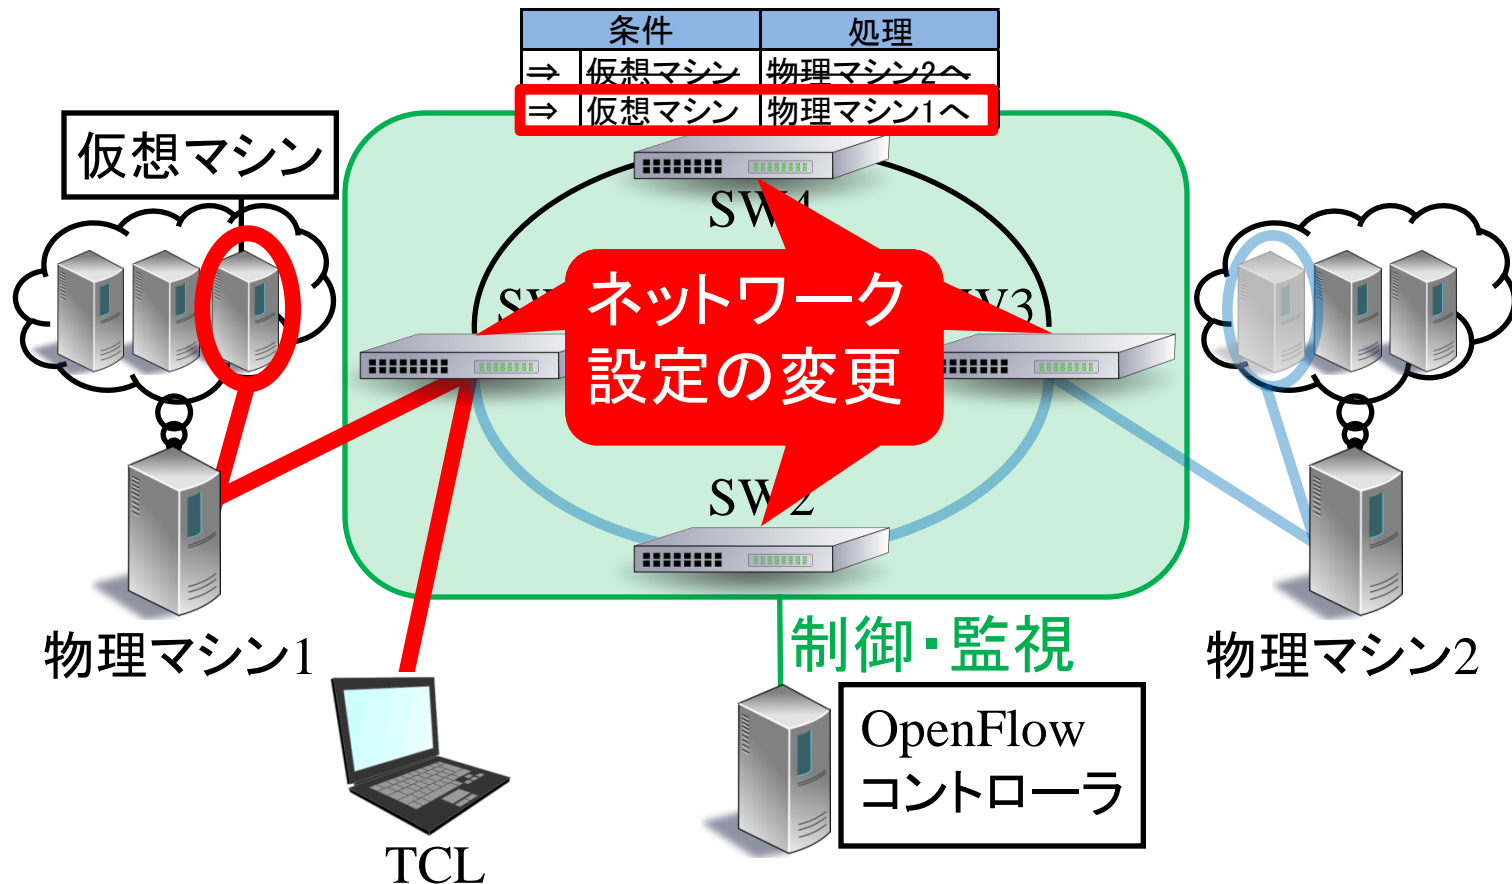 条件 処理
⇒ 仮想マシン 物理マシン2へ
⇒ 仮想マシン 物理マシン1へ
仮想マシン
SW4
ネットワーク
設定の変更
SW2
制御・監視
物理マシン1
物理マシン2
OpenFlow
コントローラ
TCL